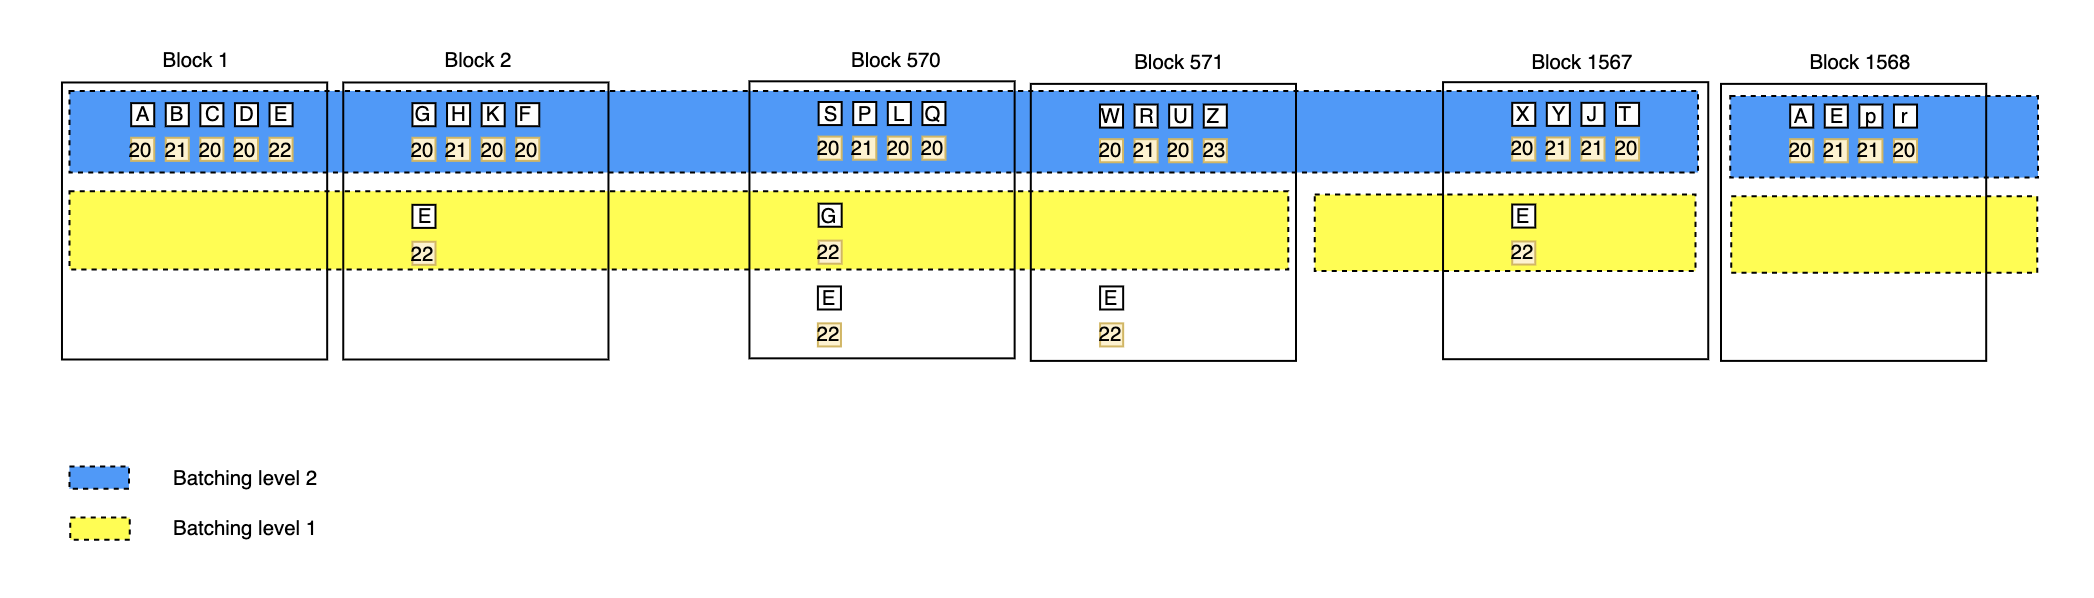 Block 1 Block 2 Block 570 Block 571 Block 1567 Block 1568
A B C D E G H K F S P L Q W R U Z X Y J T A E p r
20 21 20 20 22 20 21 20 20 20 21 20 20 20 21 20 23 20 21 21 20 20 21 21 20
E G E
22 22 22
E E
22 22
Batching level 2
Batching level 1